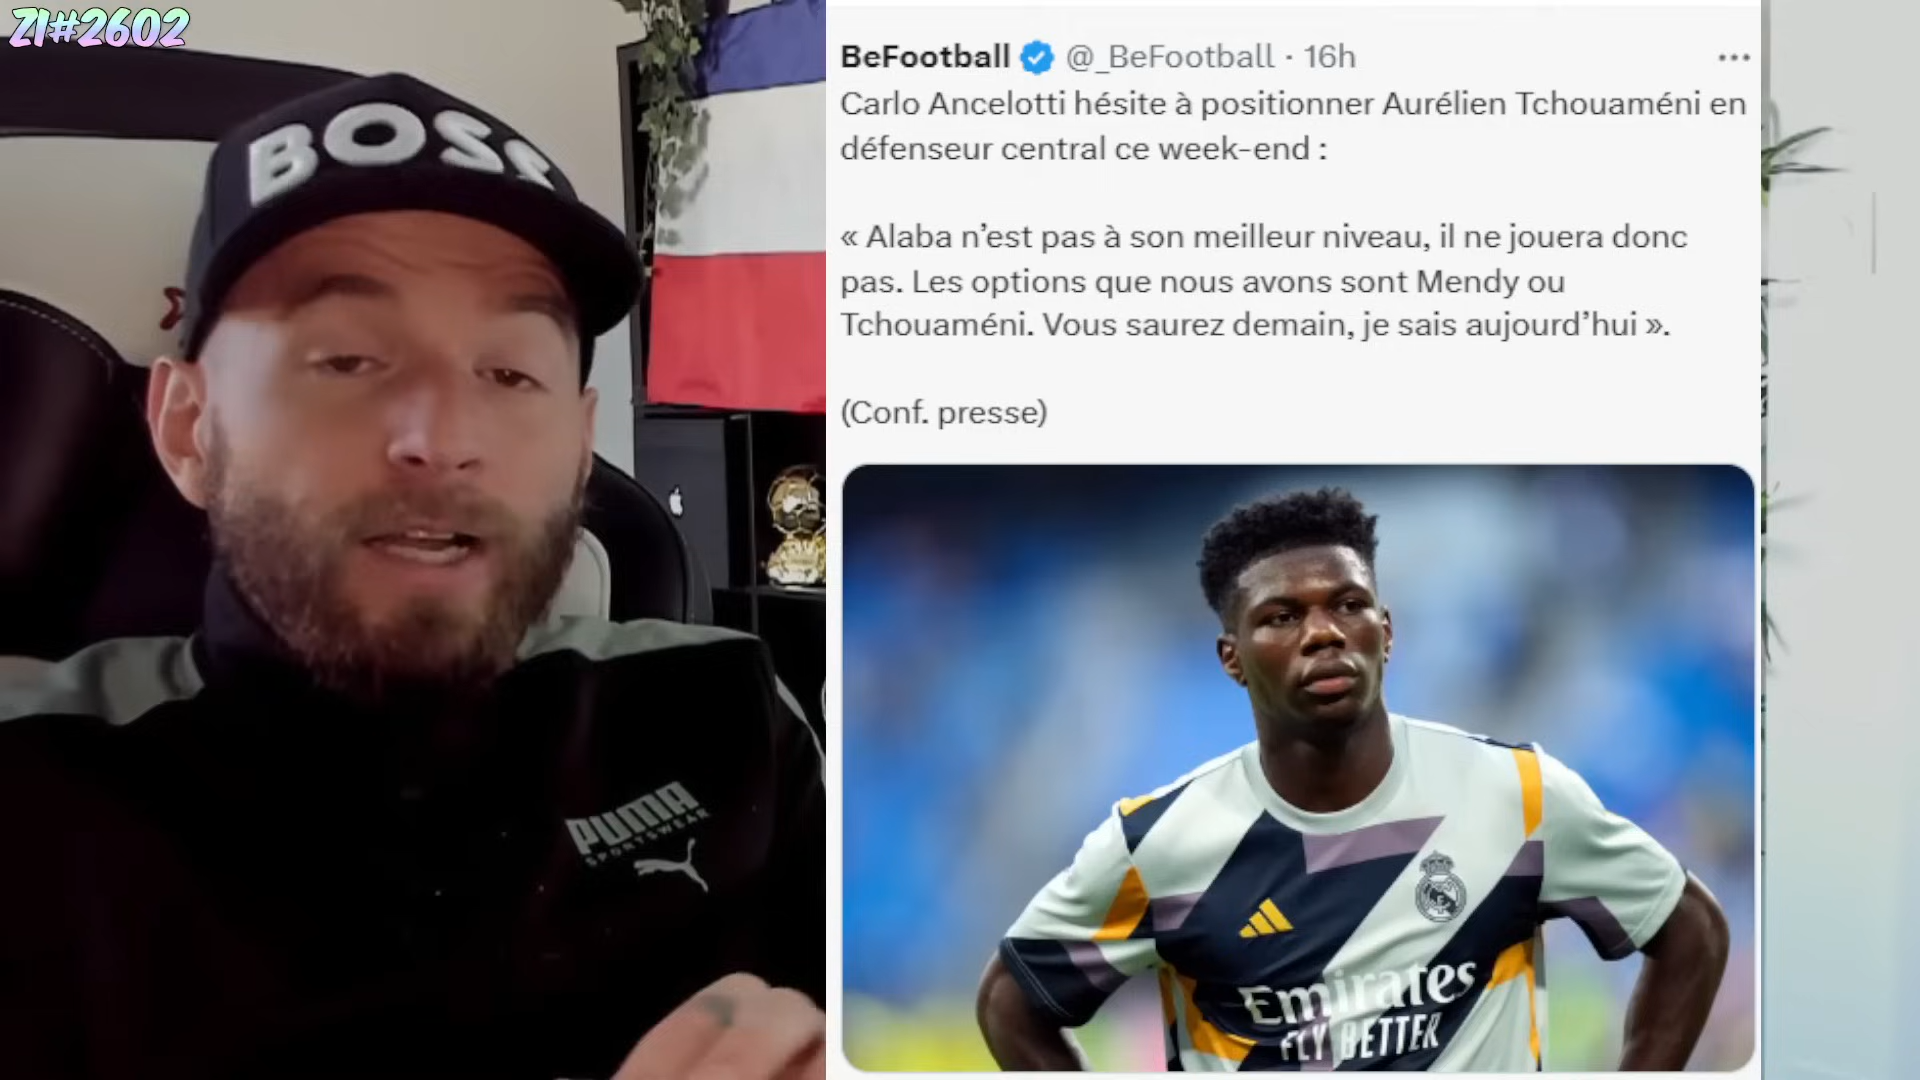 ZI#2602
BOSS
PUMA
SPORTSWEAR
BeFootball @_BeFootball · 16h
Carlo Ancelotti hésite à positionner Aurélien Tchouaméni en
défenseur central ce week-end :
« Alaba n’est pas à son meilleur niveau, il ne jouera donc
pas. Les options que nous avons sont Mendy ou
Tchouaméni. Vous saurez demain, je sais aujourd’hui ».
(Conf. presse)
Emirates
FLY BETTER